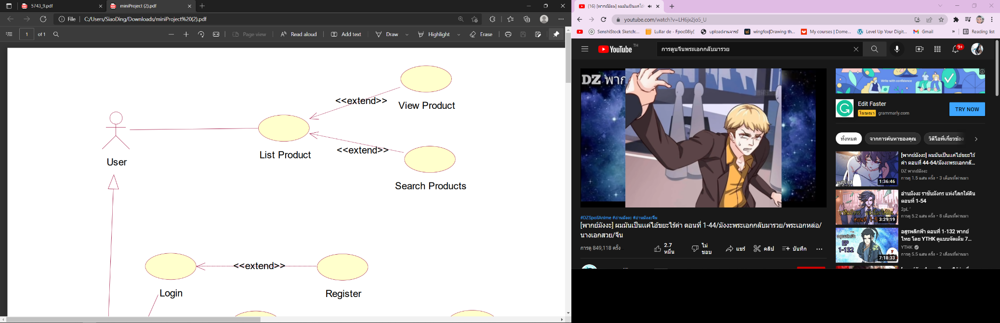 5743_9.pdf
miniProject (2).pdf
File
C:/Users/SiaoDing/Downloads/miniProject%20(2).pdf
1
of 1
Page view
Read aloud
Add text
Draw
Highlight
Erase
View Product
<<extend>>
List Product
<<extend>>
Search Products
User
<<extend>>
Login
Register
(16) [พากย์มังงะ] ผมมันเป็นแค่ไอ้
youtube.com/watch?v=LH6jx2jo5_U
SenshiStock Sketch:...
Lullar de - Fpoc08iy[
uploadงานจารย์
wingfox|Drawing th...
My courses | Dome...
Level Up Your Digit...
Gmail
»
Reading list
YouTube TH
การตูนจีนพระเอกกลับมารวย
9+
DZ พาก
#DZSpoilAnime #อ่านมังงะ #อ่านมังงะจีน
[พากย์มังงะ] ผมมันเป็นแค่ไอ้ขยะไร้ค่า ตอนที่ 1-44/มังงะพระเอกกลับมารวย/พระเอกหล่อ/
นางเอกสวย/จีน
การดู 849,118 ครั้ง
2.7
หมื่น
ไม่
ชอบ
แชร์
คลิป
บันทึก
Write with confidence
Edit Faster
โฆษณา
grammarly.com
TRY NOW
ทั้งหมด
จากการค้นหาของคุณ
วิดีโอที่เกี่ยวข้อง
[พากย์มังงะ] ผมมันเป็นแค่ไอ้ขยะไร้
ค่า ตอนที่ 44-64/มังงะพระเอกกลั...
DZ พากย์มังงะ
การดู 1.5 แสน ครั้ง • 3 เดือนที่ผ่านมา
1:36:46
อ่านมังงะ ราชันมังกร แห่งโลกใต้ดิน
ตอนที่ 1-54
2pL ˊ
การดู 5.2 แสน ครั้ง • 8 เดือนที่ผ่านมา
3:29:19
อสูรพลิกฟ้า ตอนที่ 1-132 พากย์
ไทย โดย YTHK ดูแบบจัดเต็ม 7...
YTHK
การดู 5.5 แสน ครั้ง • 2 เดือนที่ผ่านมา
อสูรพลิกฟ้า
EP
1-132
7
7:18:33